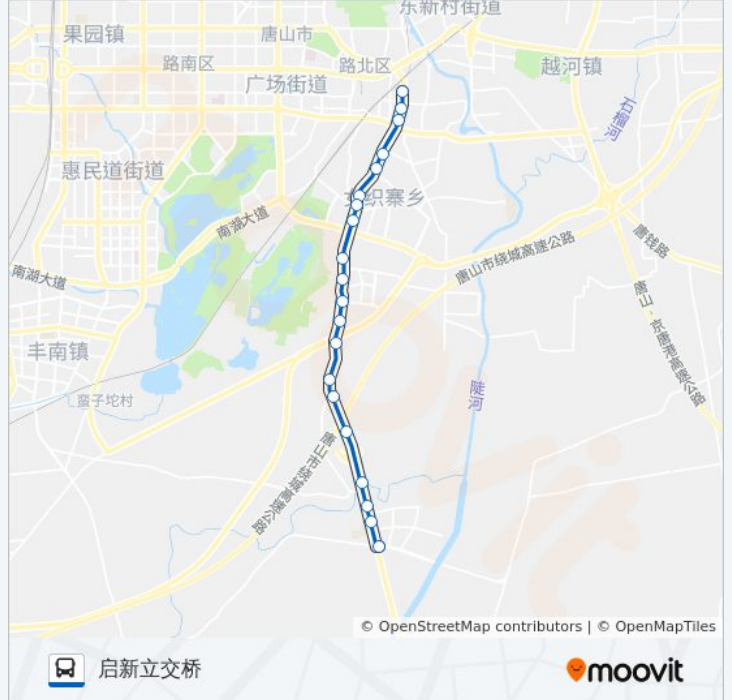 东新村街道
果园镇
唐山市
路南区
路北区
越河镇
广场街道
石榴河
惠民道街道
女织寨乡
南湖大道
唐钱路
唐山市绕城高速公路
南湖大道
唐山-京唐港高速公路
丰南镇
陡河
蛮子坨村
唐山市绕城高速公路
© OpenStreetMap contributors | © OpenMapTiles
启新立交桥
moovit